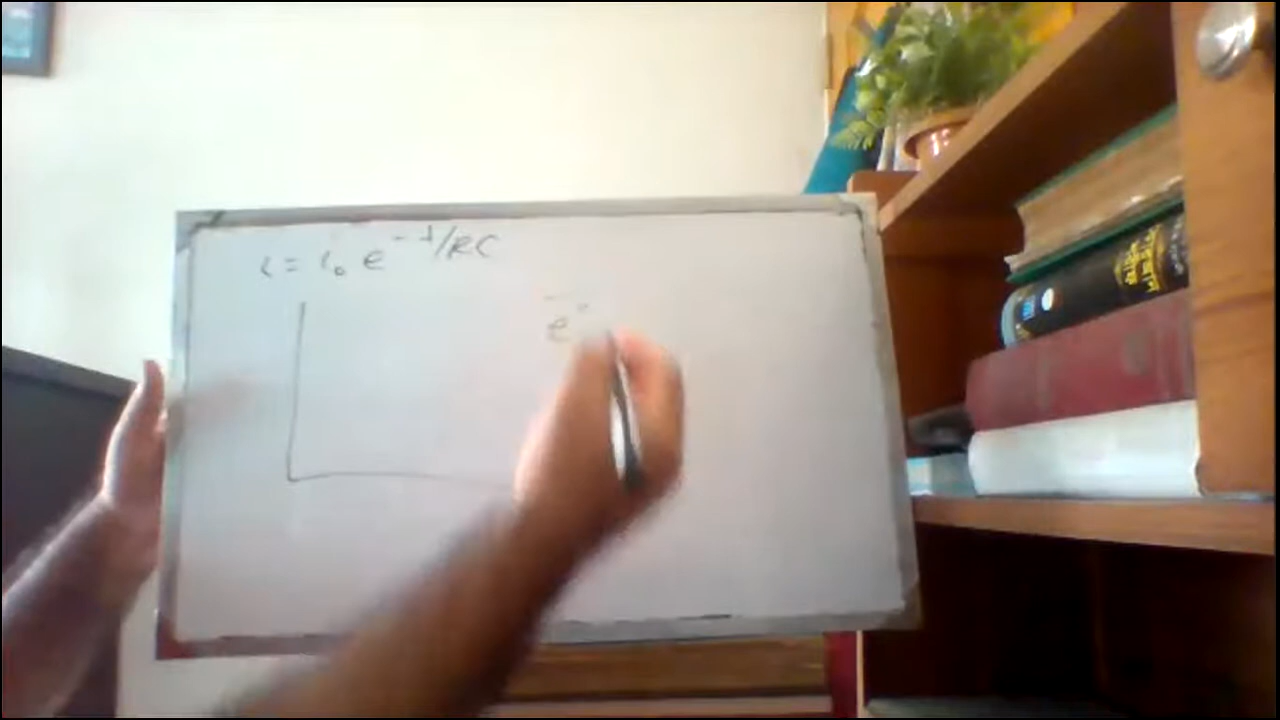 i = i₀ e^-t/RC
e^-